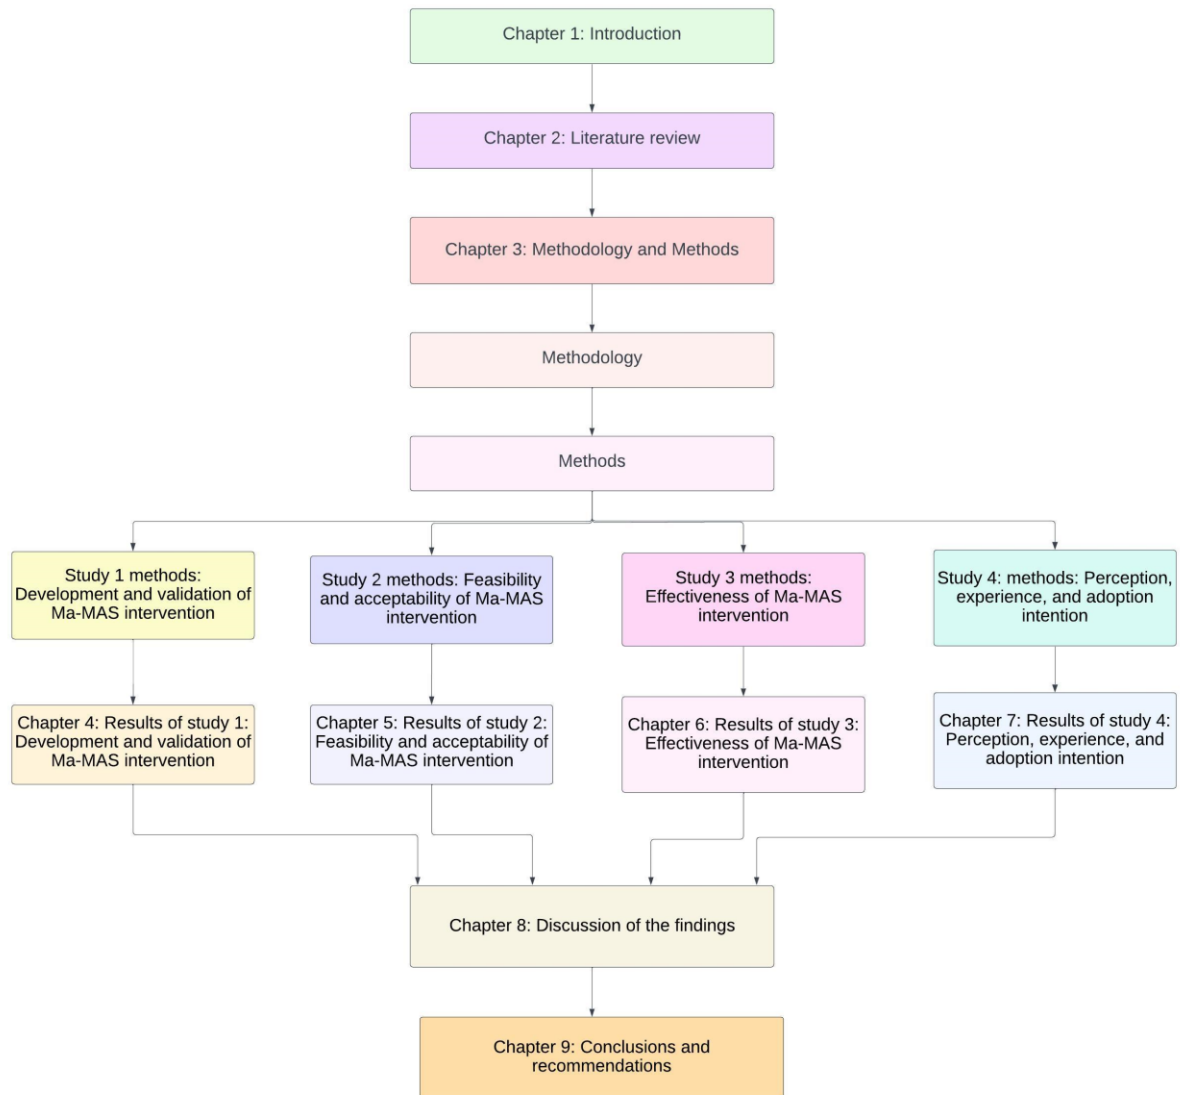 Chapter 1: Introduction
Chapter 2: Literature review
Chapter 3: Methodology and Methods
Methodology
Methods
Study 1 methods:
Development and validation of
Ma-MAS intervention
Study 2 methods: Feasibility
and acceptability of Ma-MAS
intervention
Study 3 methods:
Effectiveness of Ma-MAS
intervention
Study 4: methods: Perception,
experience, and adoption
intention
Chapter 4: Results of study 1:
Development and validation of
Ma-MAS intervention
Chapter 5: Results of study 2:
Feasibility and acceptability of
Ma-MAS intervention
Chapter 6: Results of study 3:
Effectiveness of Ma-MAS
intervention
Chapter 7: Results of study 4:
Perception, experience, and
adoption intention
Chapter 8: Discussion of the findings
Chapter 9: Conclusions and
recommendations